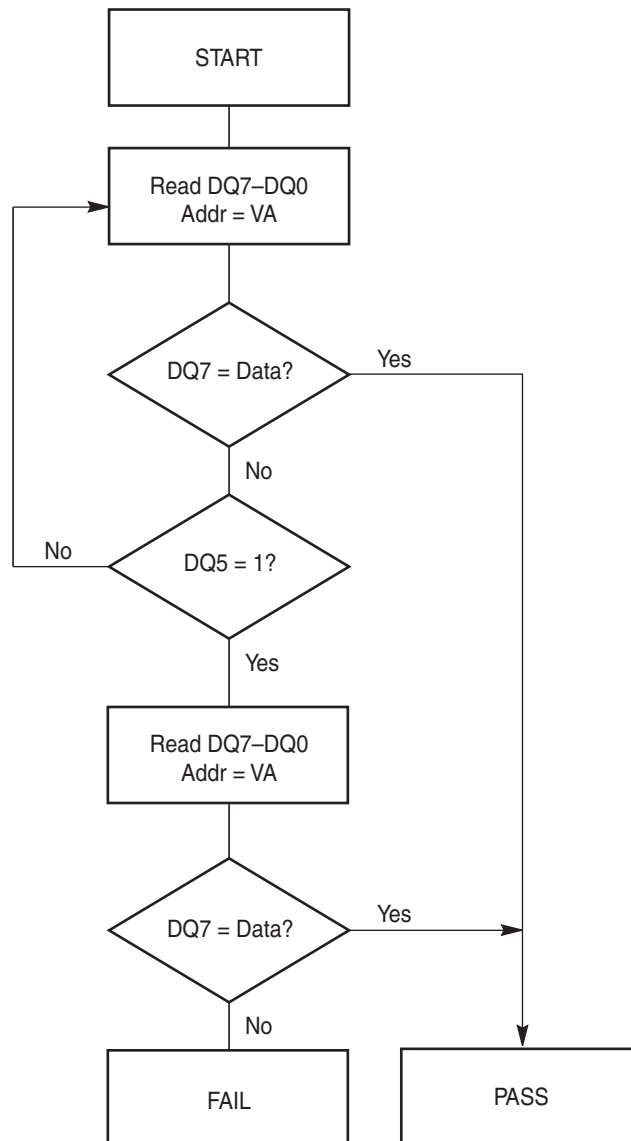 START
Read DQ7–DQ0
Addr = VA
DQ7 = Data?
Yes
No
DQ5 = 1?
No
Yes
Read DQ7–DQ0
Addr = VA
DQ7 = Data?
Yes
No
FAIL
PASS